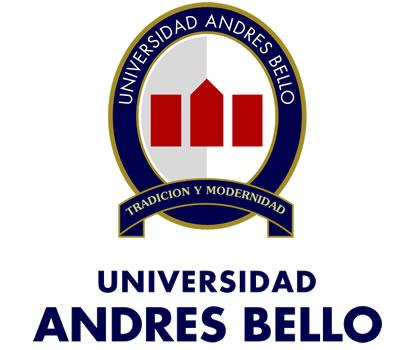 UNIVERSIDAD ANDRES BELLO
TRADICION Y MODERNIDAD
UNIVERSIDAD
ANDRES BELLO